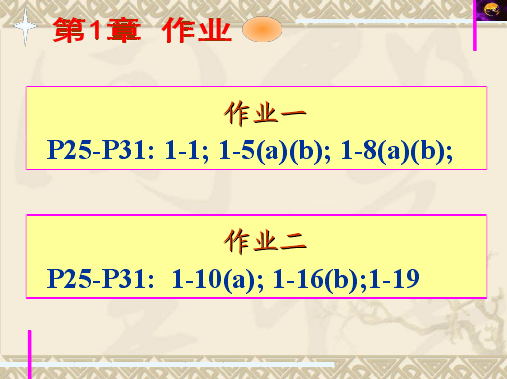 第1章 作业
作业一
P25-P31: 1-1; 1-5(a)(b); 1-8(a)(b);
作业二
P25-P31: 1-10(a); 1-16(b);1-19